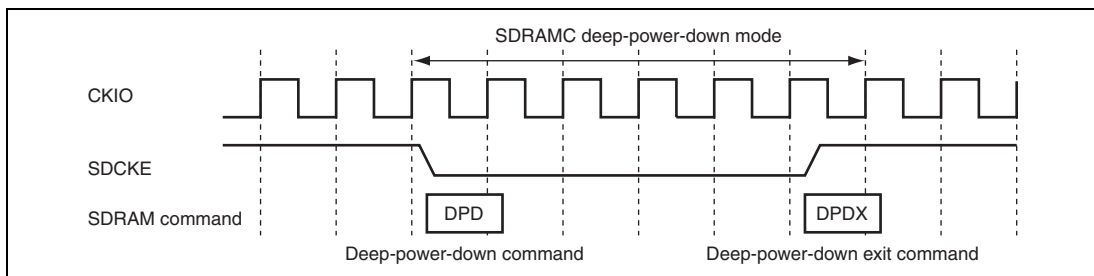 SDRAMC deep-power-down mode
CKIO
SDCKE
SDRAM command
DPD
DPDX
Deep-power-down command
Deep-power-down exit command